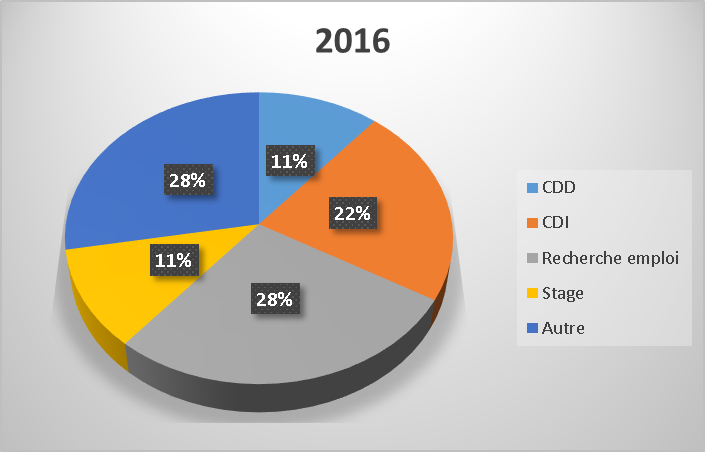 2016
11%
22%
28%
11%
28%
CDD
CDI
Recherche emploi
Stage
Autre